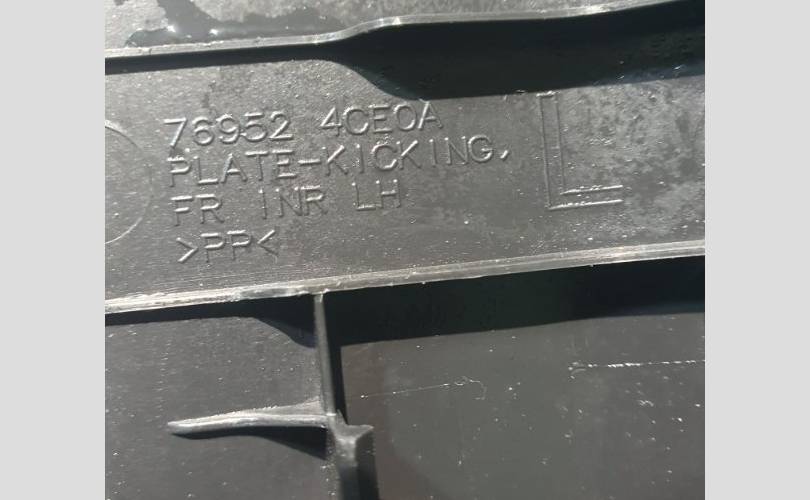 76952 4CE0A
PLATE-KICKING,
FR INR LH
>PP<
L